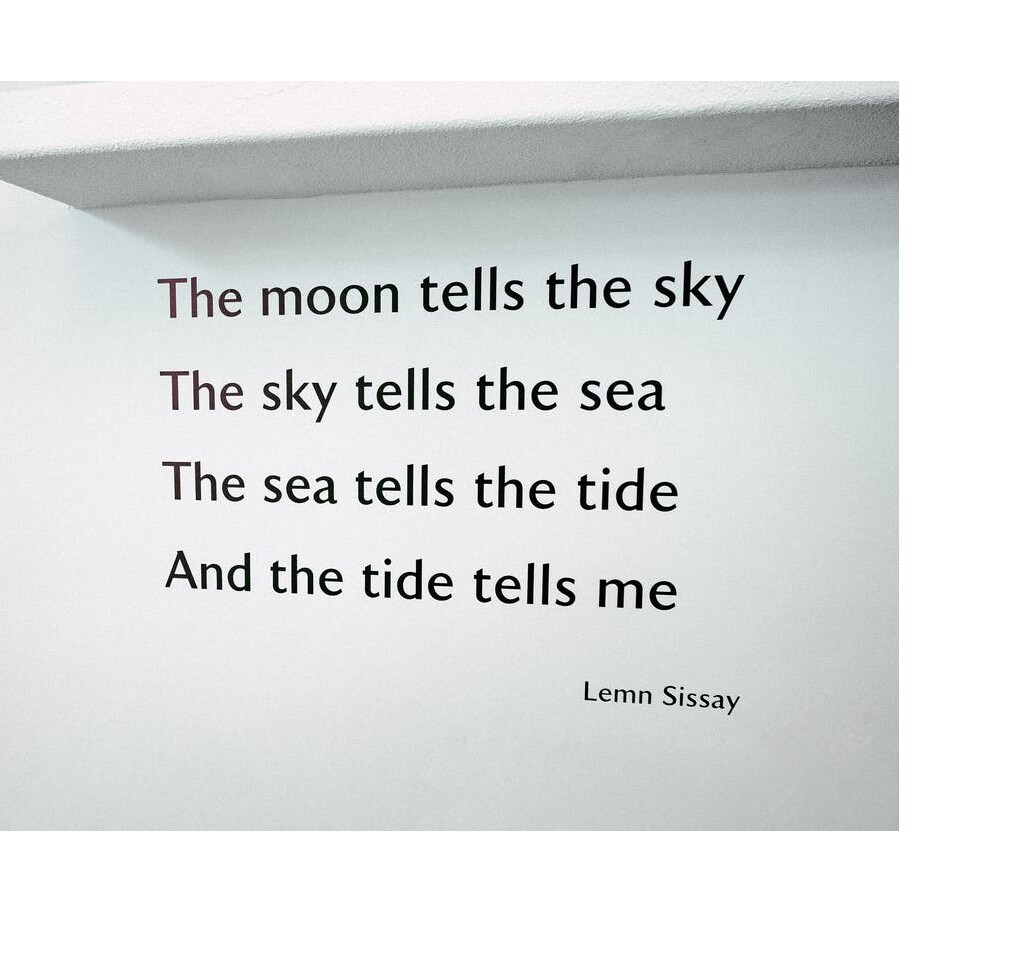 The moon tells the sky
The sky tells the sea
The sea tells the tide
And the tide tells me
Lemn Sissay